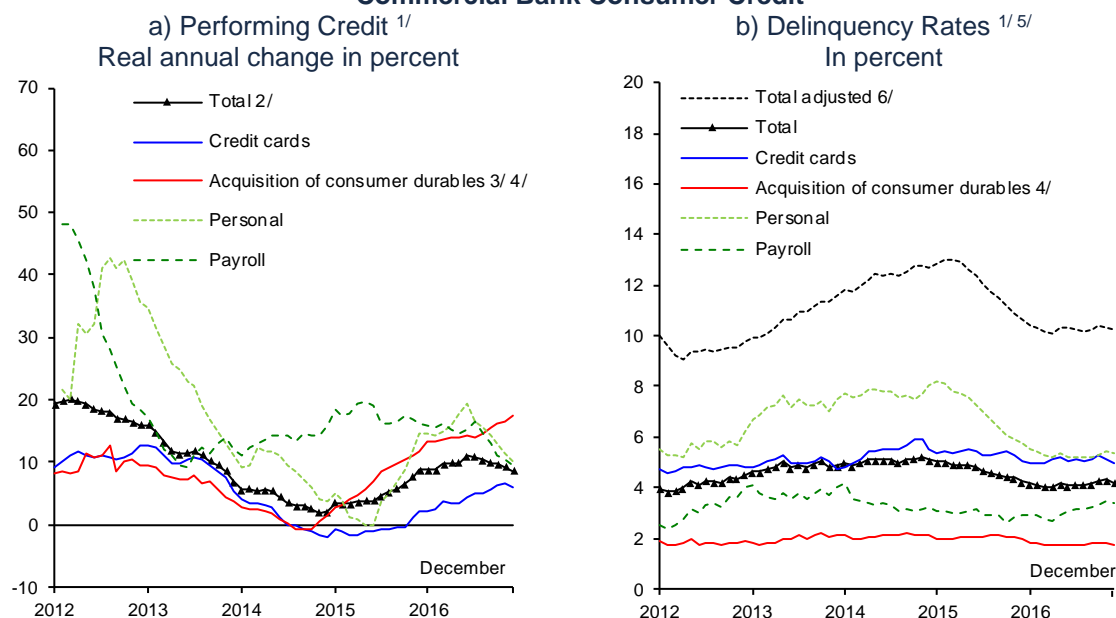 Commercial Bank Consumer Credit
a) Performing Credit 1/
Real annual change in percent
70
60
50
40
30
20
10
0
-10
Total 2/
Credit cards
Acquisition of consumer durables 3/ 4/
Personal
Payroll
December
2012 2013 2014 2015 2016
b) Delinquency Rates 1/ 5/
In percent
20
18
16
14
12
10
8
6
4
2
0
Total adjusted 6/
Total
Credit cards
Acquisition of consumer durables 4/
Personal
Payroll
December
2012 2013 2014 2015 2016